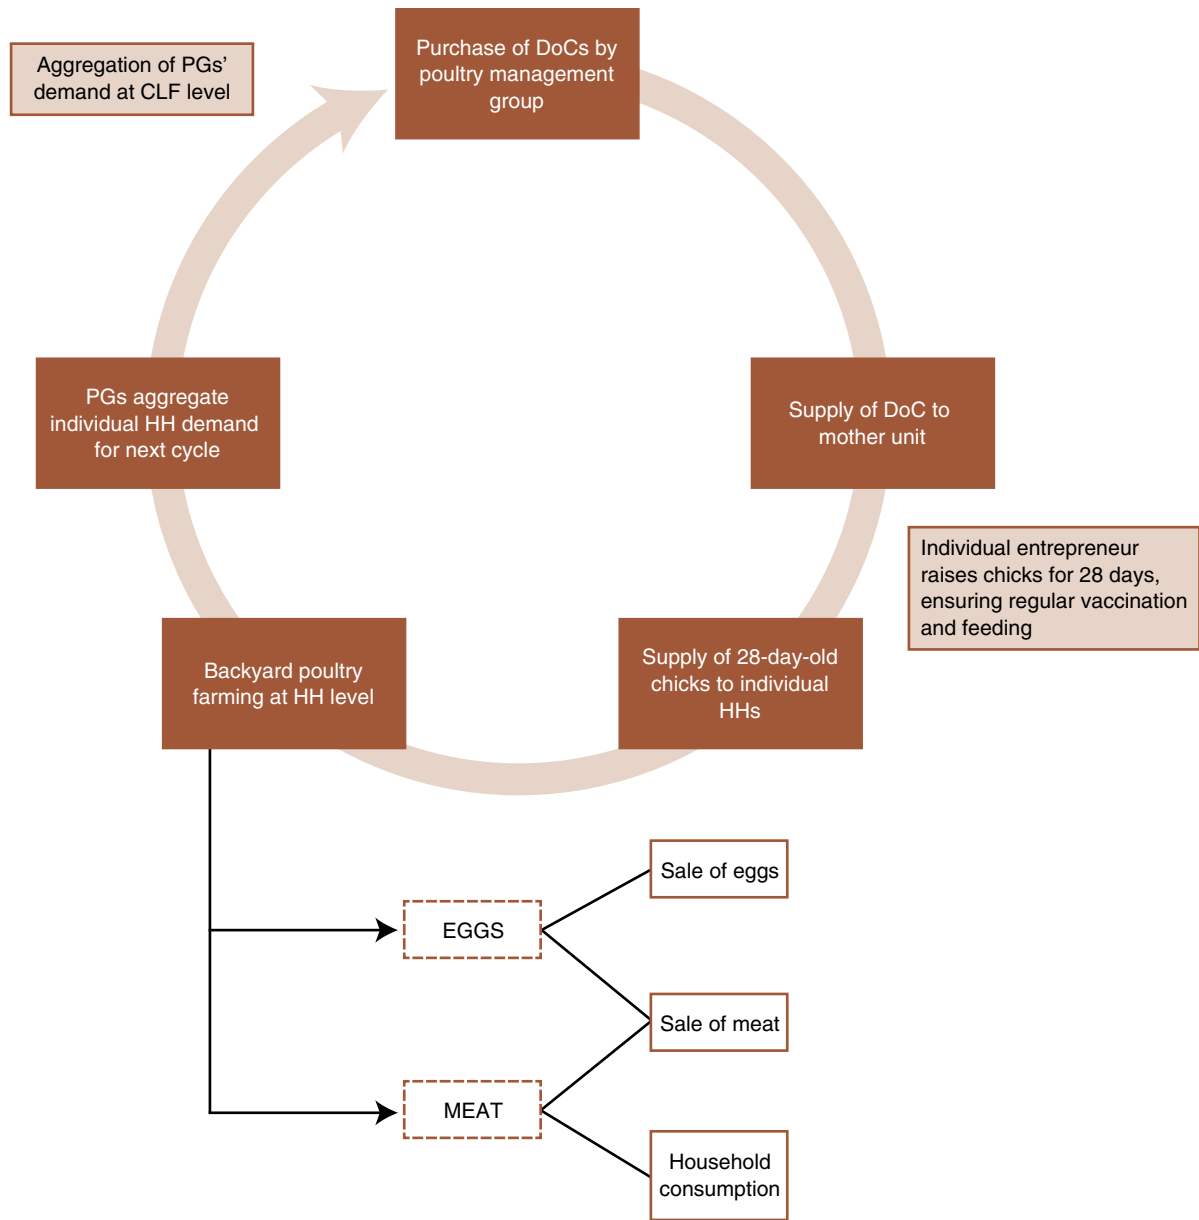 Aggregation of PGs’
demand at CLF level
Purchase of DoCs by
poultry management
group
PGs aggregate
individual HH demand
for next cycle
Supply of DoC to
mother unit
Individual entrepreneur
raises chicks for 28 days,
ensuring regular vaccination
and feeding
Backyard poultry
farming at HH level
Supply of 28-day-old
chicks to individual
HHs
Sale of eggs
EGGS
Sale of meat
MEAT
Household
consumption